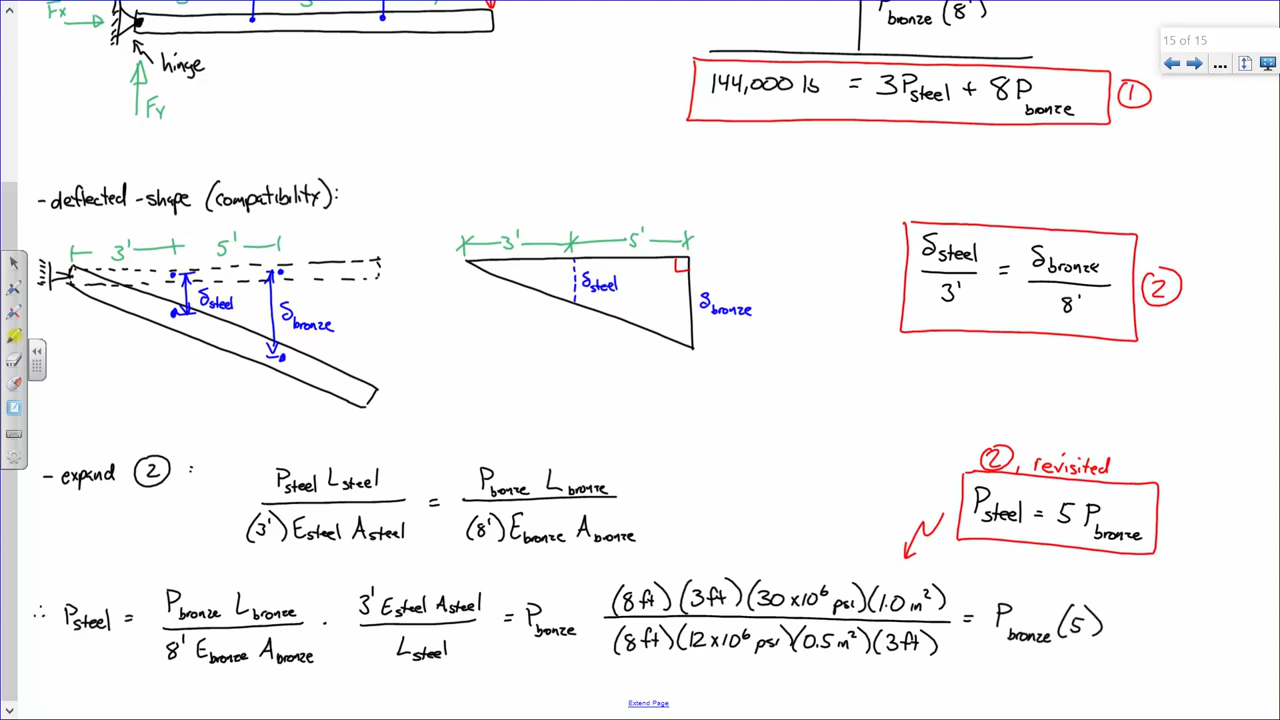 Fx
P bronze (8')
15 of 15
hinge
Fy
144,000 lb = 3P steel + 8P bronze ①
- deflected - shape (compatibility):
3' 5'
δ steel
δ bronze
3' 5'
δ steel
δ bronze
δ steel / 3' = δ bronze / 8' ②
- expand ② :
P steel L steel / (3') E steel A steel = P bronze L bronze / (8') E bronze A bronze
②, revisited
P steel = 5 P bronze
∴ P steel = P bronze L bronze / 8' E bronze A bronze · 3' E steel A steel / L steel = P bronze (8 ft)(3 ft)(30 x10⁶ psi)(1.0 in²) / (8 ft)(12 x10⁶ psi)(0.5 in²)(3 ft) = P bronze (5)
Extend Page